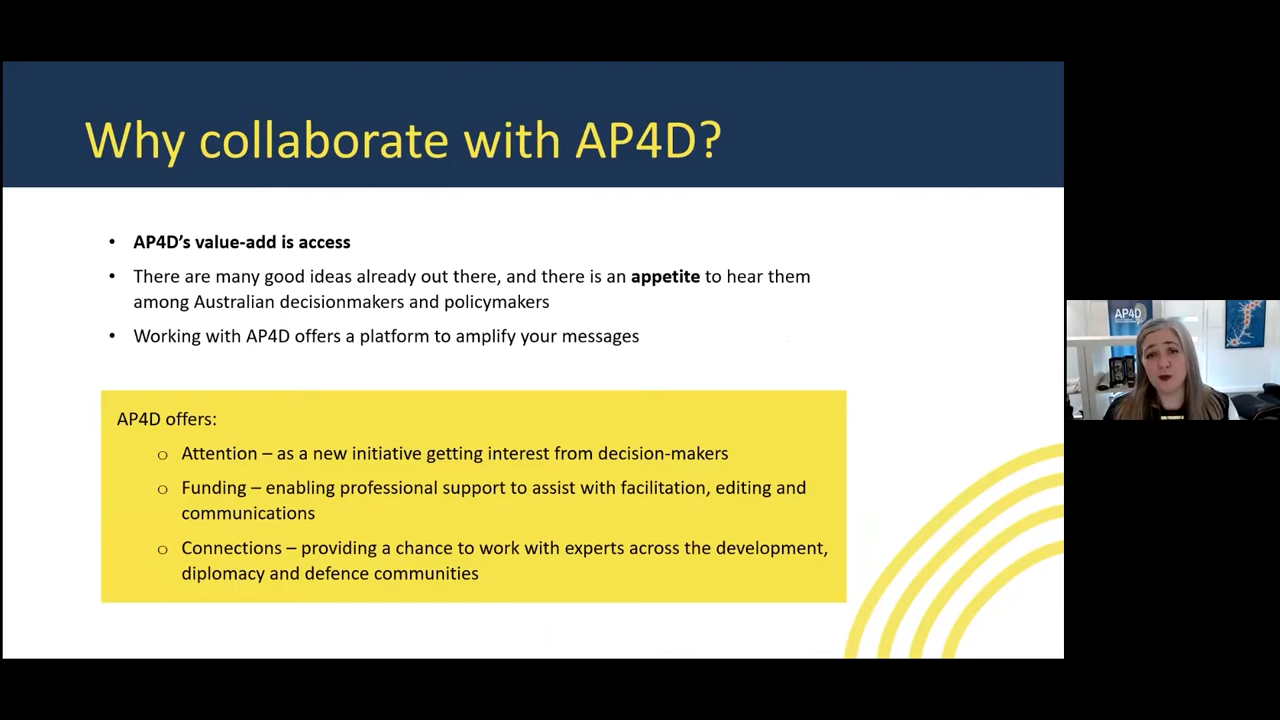 Why collaborate with AP4D?
• AP4D’s value-add is access
• There are many good ideas already out there, and there is an appetite to hear them
among Australian decisionmakers and policymakers
• Working with AP4D offers a platform to amplify your messages
AP4D offers:
o Attention – as a new initiative getting interest from decision-makers
o Funding – enabling professional support to assist with facilitation, editing and
communications
o Connections – providing a chance to work with experts across the development,
diplomacy and defence communities
AP4D